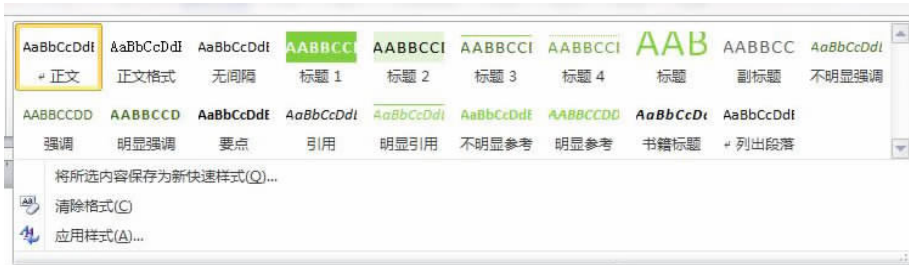 AaBbCcDdE AaBbCcDdI AaBbCcDdE AABBCCI AABBCCI AABBCCI AABBCCI AAB AABBCC AaBbCcDdL
↵ 正文 正文格式 无间隔 标题 1 标题 2 标题 3 标题 4 标题 副标题 不明显强调
AABBCCDD AABBCCD AaBbCcDdE AaBbCcDdL AaBbCcDdL AaBbCcDdE AABBCCDD AaBbCcDc AaBbCcDdE
强调 明显强调 要点 引用 明显引用 不明显参考 明显参考 书籍标题 ↵ 列出段落
将所选内容保存为新快速样式(Q)...
清除格式(C)
应用样式(A)...